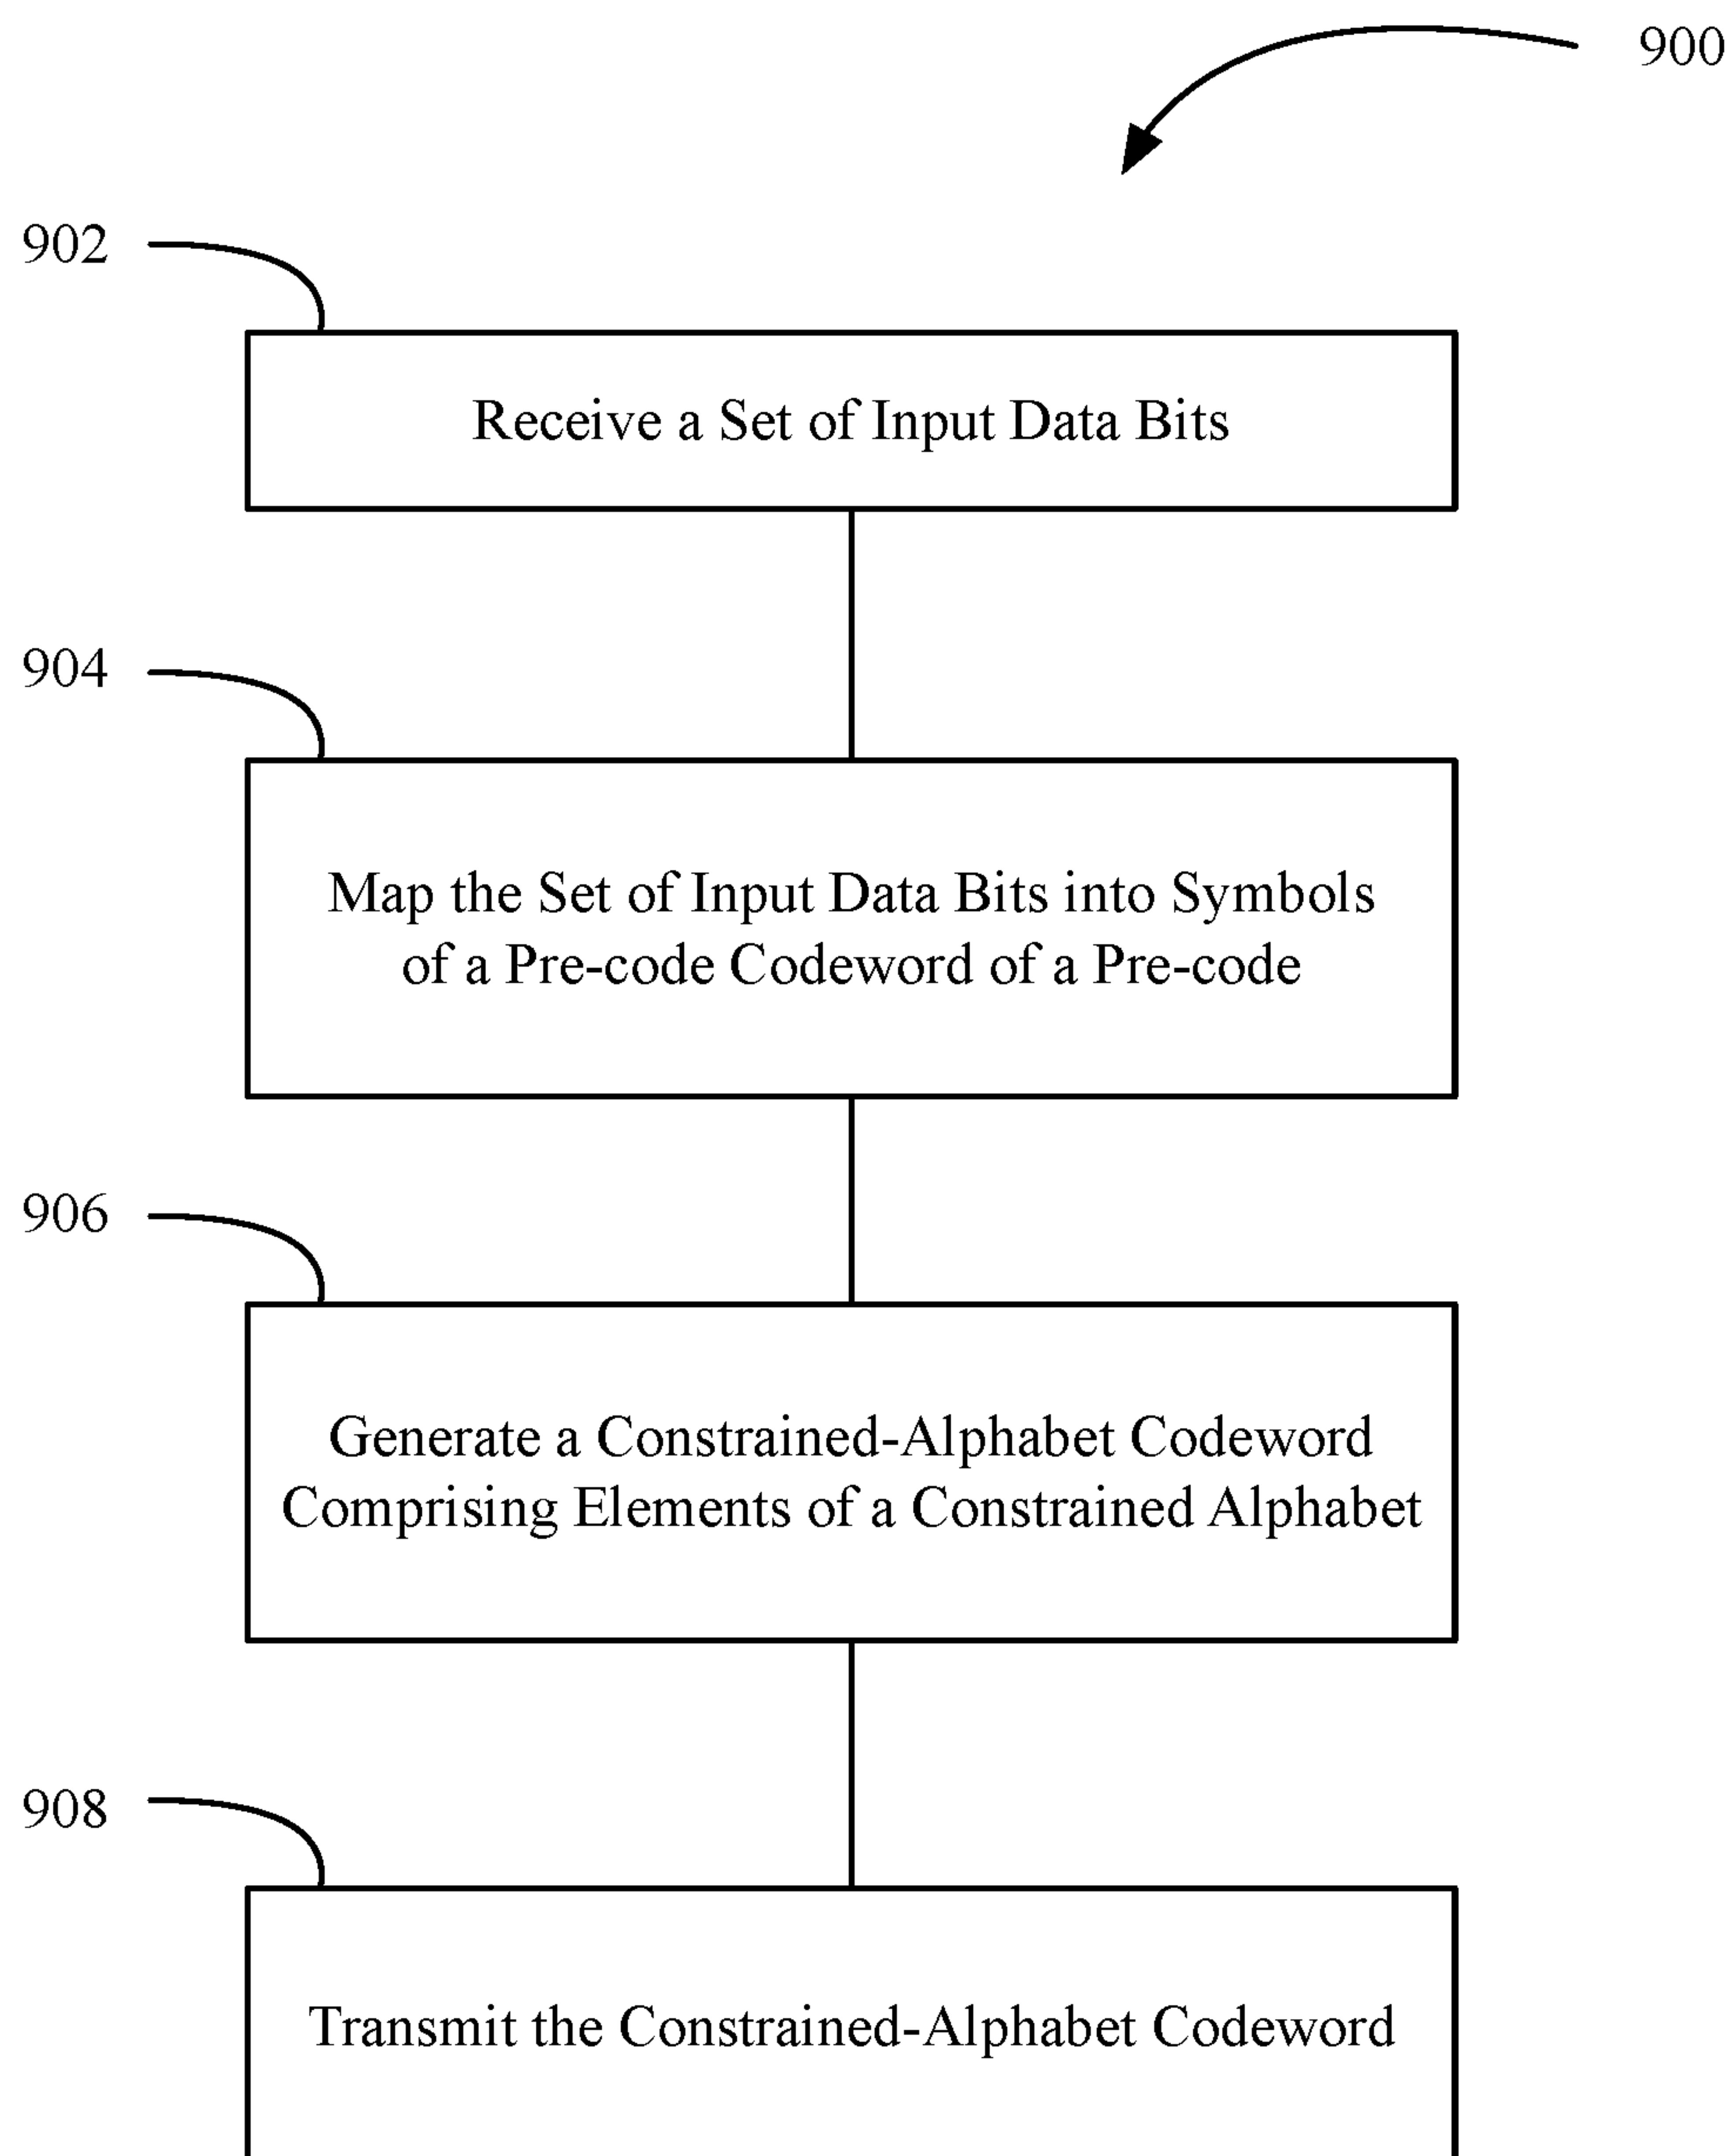 900
902
Receive a Set of Input Data Bits
904
Map the Set of Input Data Bits into Symbols
of a Pre-code Codeword of a Pre-code
906
Generate a Constrained-Alphabet Codeword
Comprising Elements of a Constrained Alphabet
908
Transmit the Constrained-Alphabet Codeword